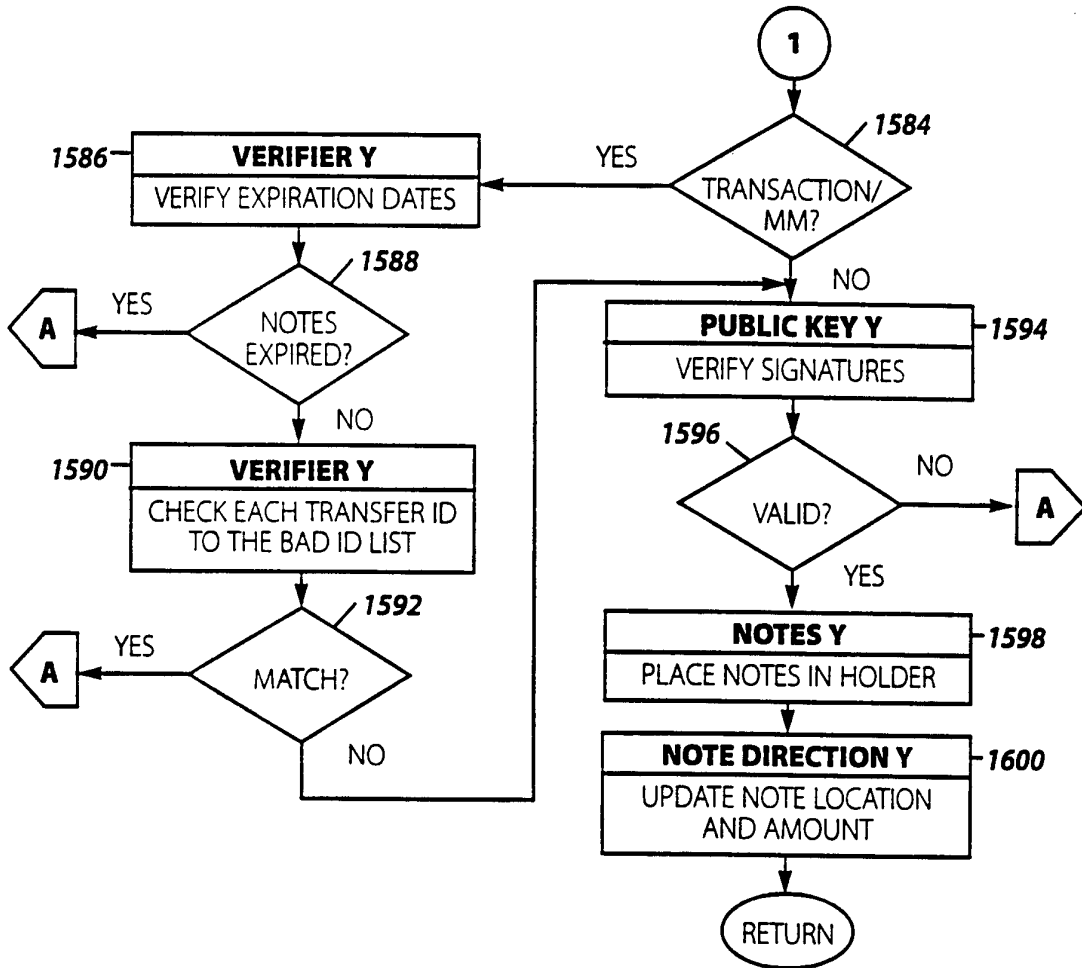 1
1584
TRANSACTION/
MM?
YES
NO
1586
VERIFIER Y
VERIFY EXPIRATION DATES
1588
NOTES
EXPIRED?
YES
A
NO
1590
VERIFIER Y
CHECK EACH TRANSFER ID
TO THE BAD ID LIST
1592
MATCH?
YES
A
NO
PUBLIC KEY Y
1594
VERIFY SIGNATURES
1596
VALID?
NO
A
YES
NOTES Y
1598
PLACE NOTES IN HOLDER
NOTE DIRECTION Y
1600
UPDATE NOTE LOCATION
AND AMOUNT
RETURN